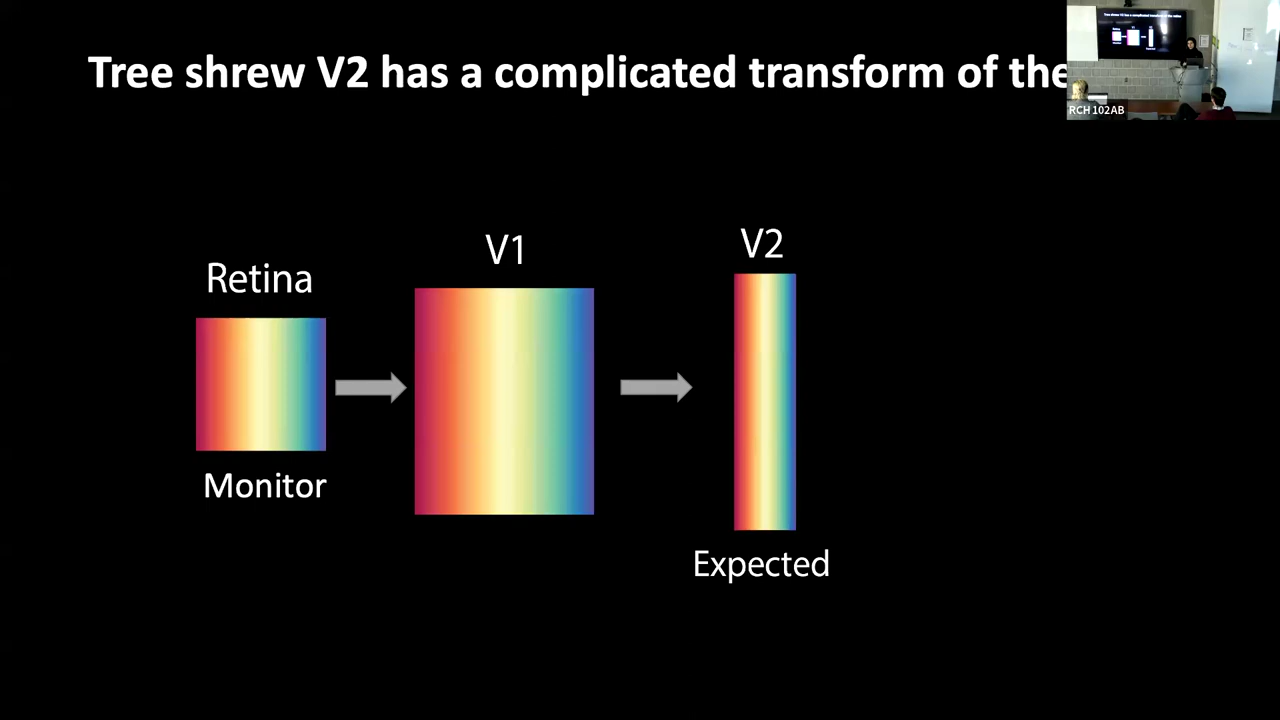 Tree shrew V2 has a complicated transform of the
RCH 102AB
V1
V2
Retina
Monitor
Expected